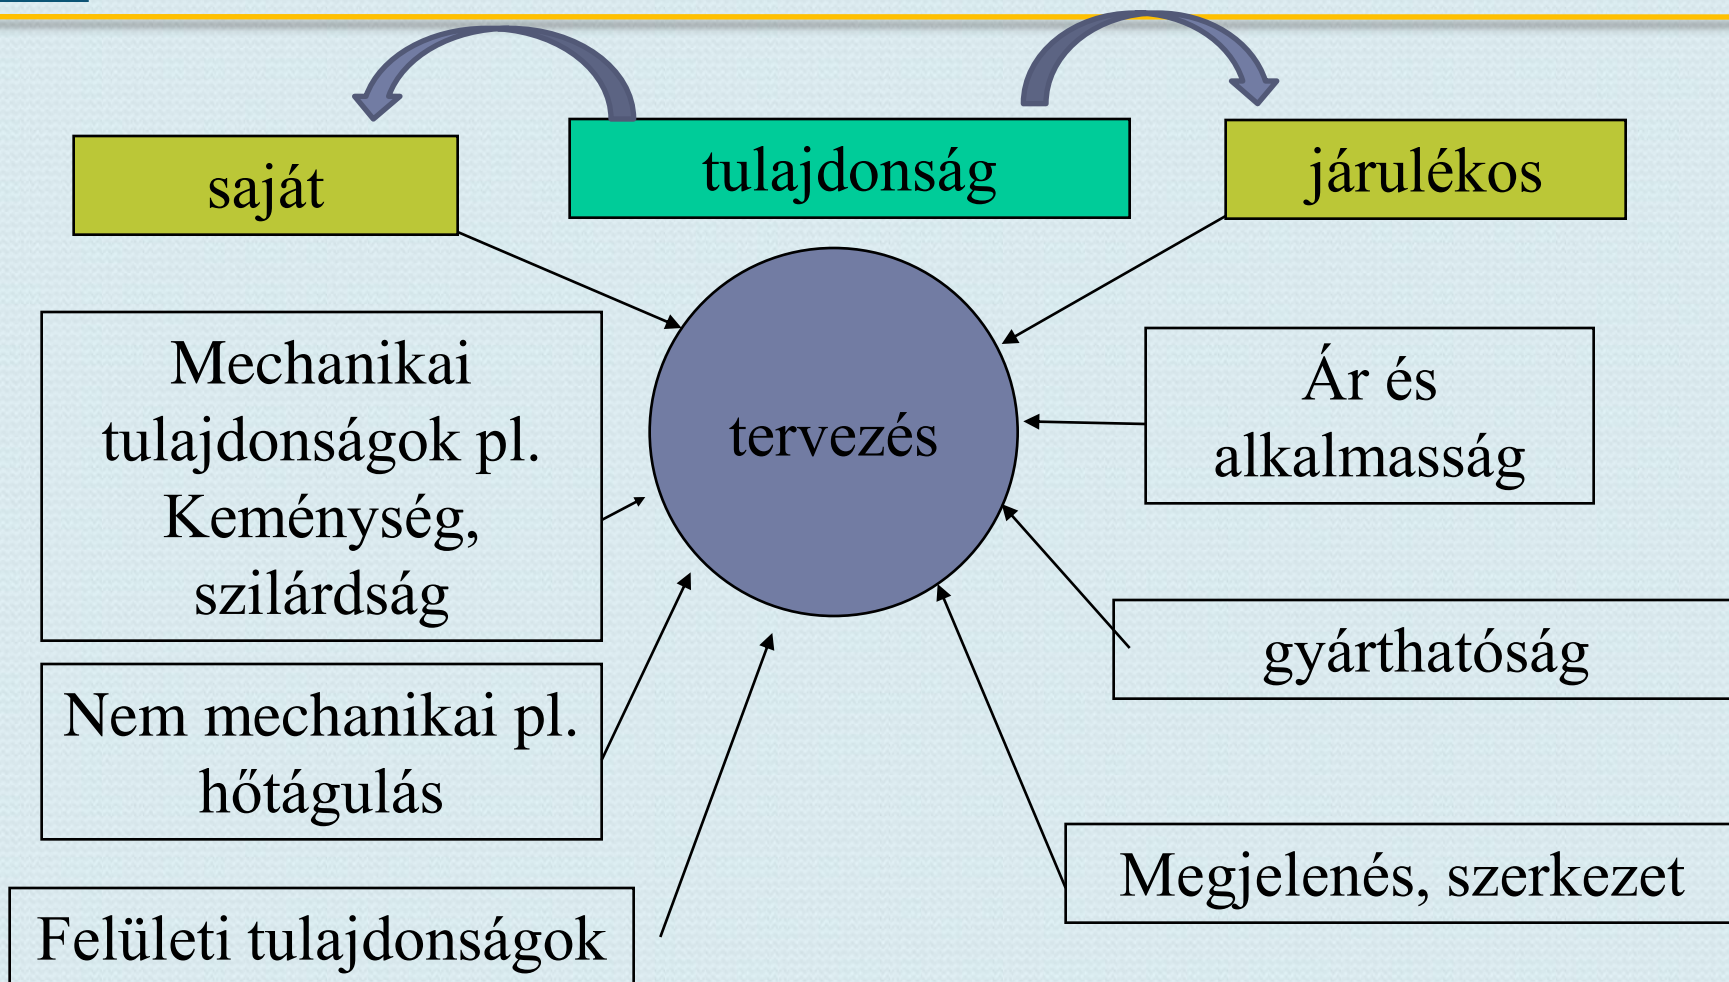 saját
tulajdonság
járulékos
Mechanikai
tulajdonságok pl.
Keménység,
szilárdság
tervezés
Ár és
alkalmasság
gyárthatóság
Nem mechanikai pl.
hőtágulás
Megjelenés, szerkezet
Felületi tulajdonságok